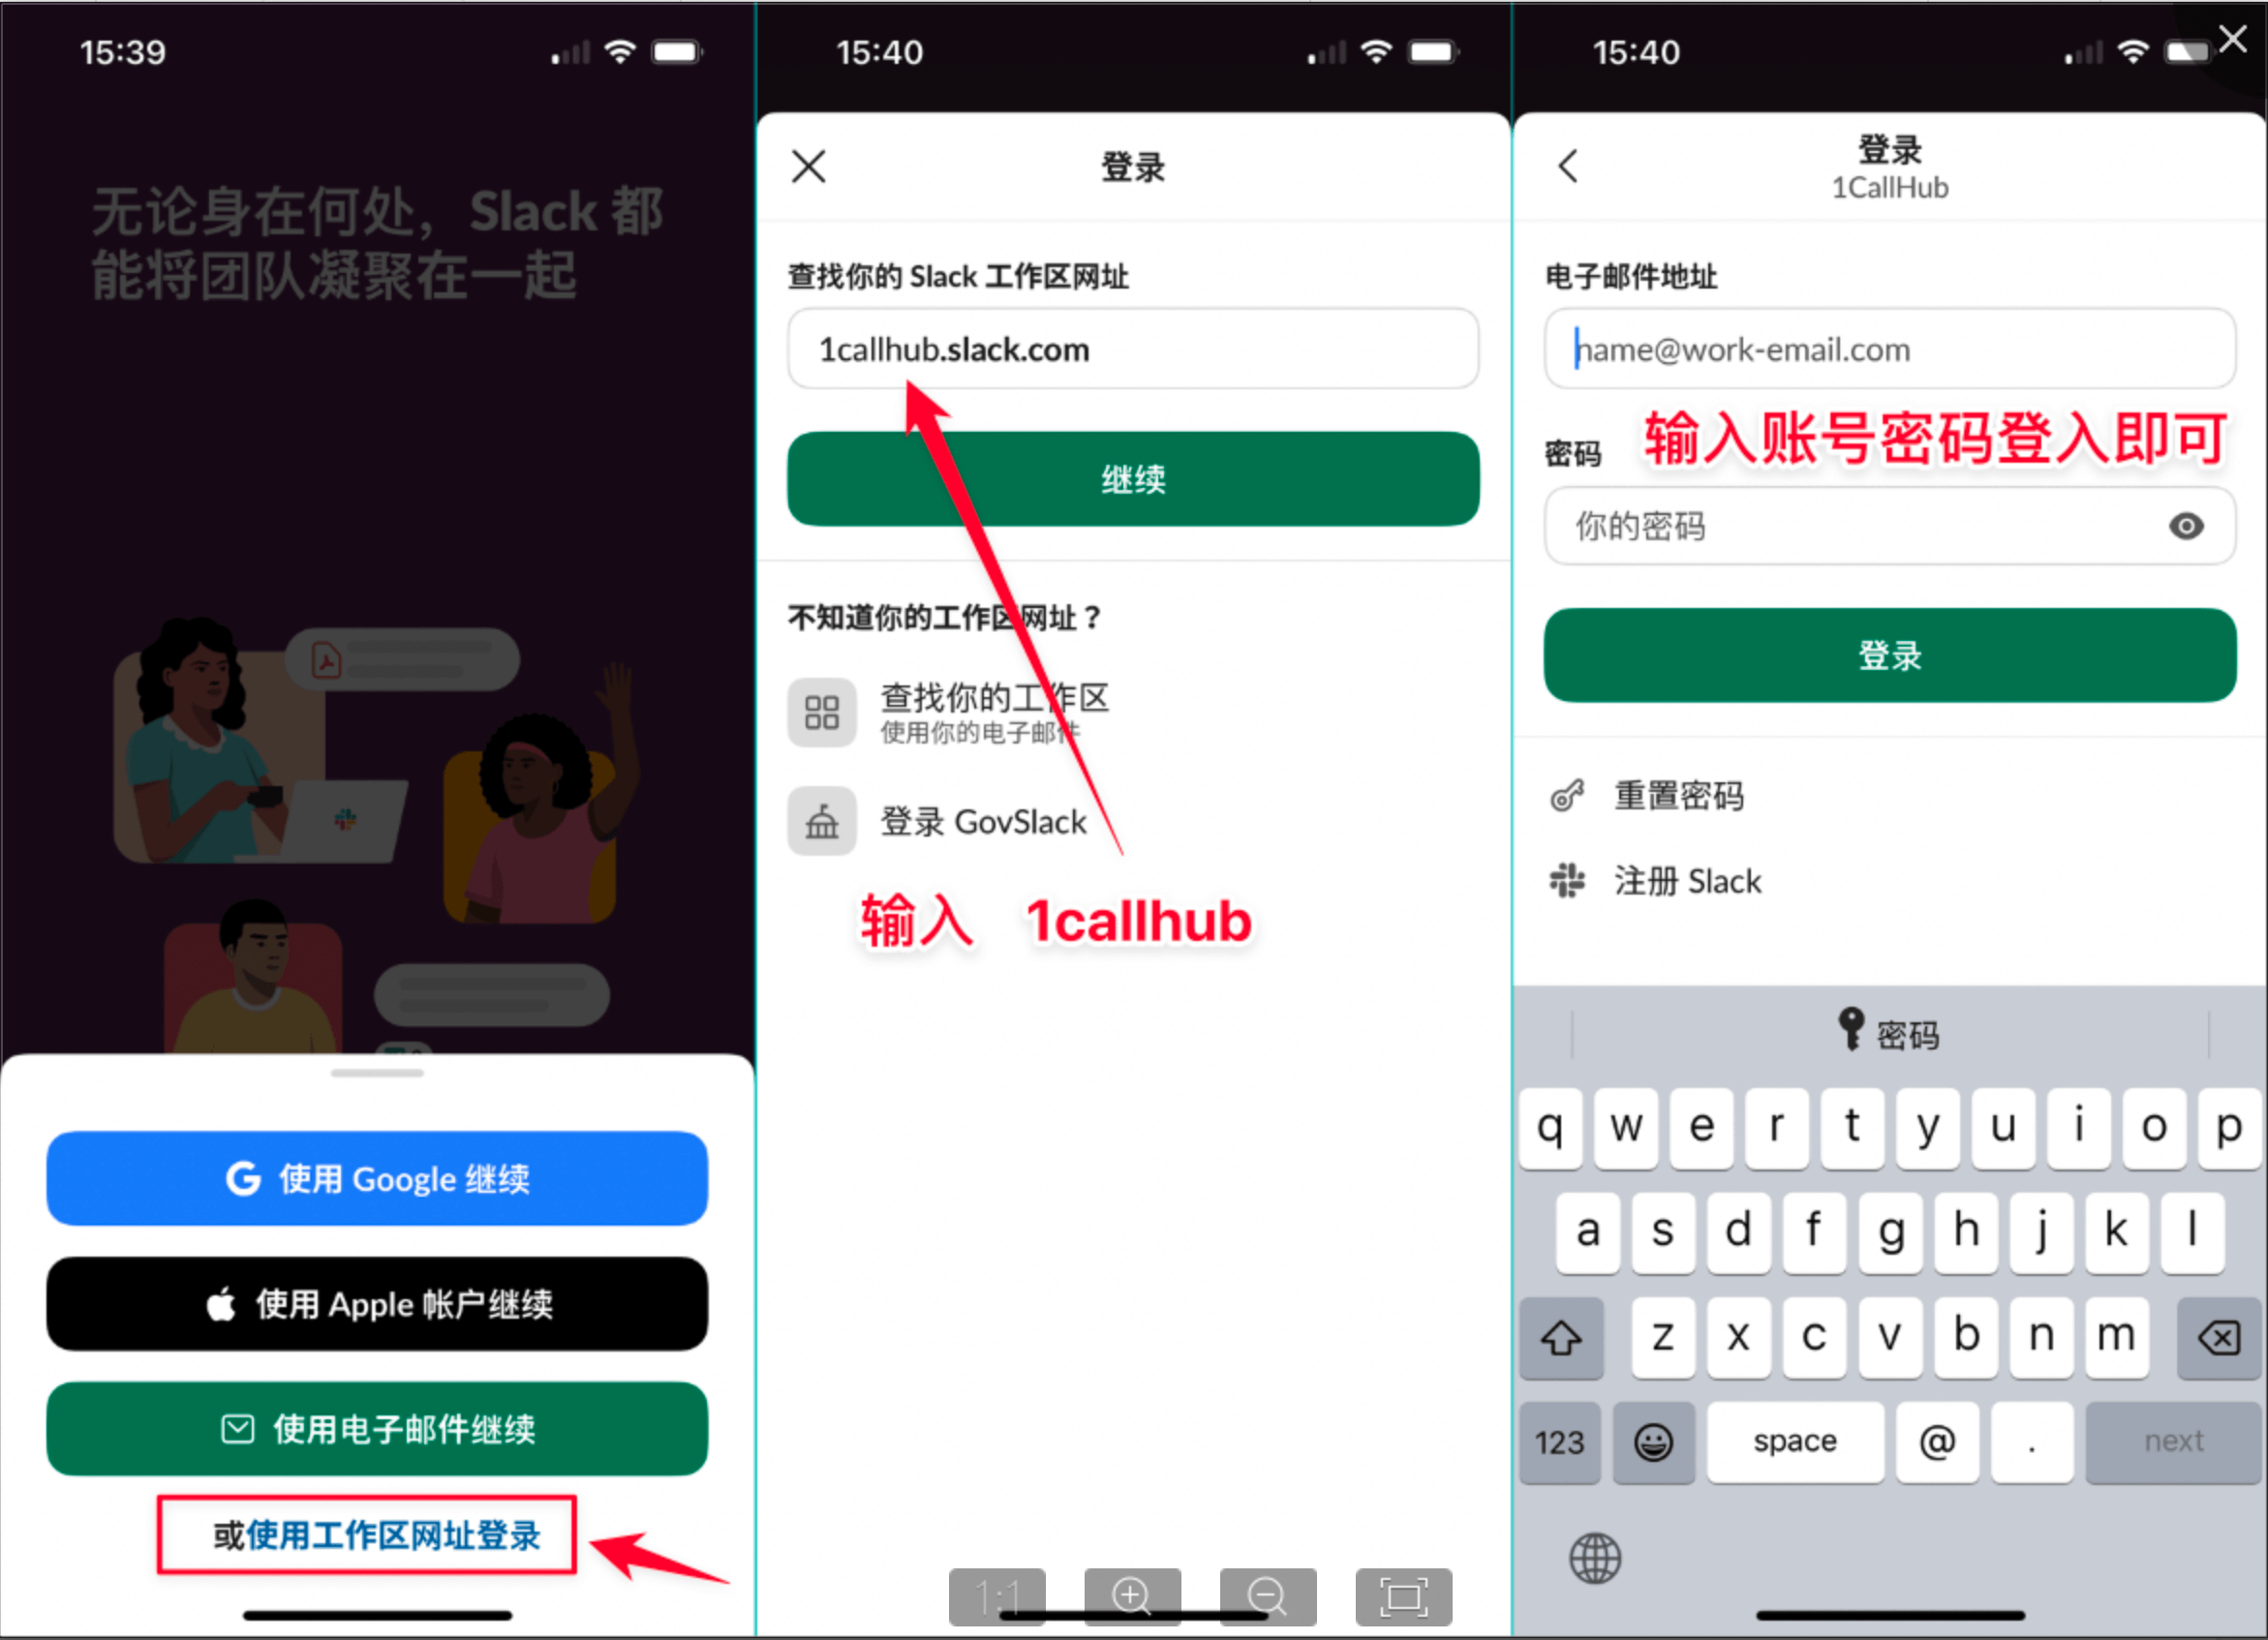 15:39
无论身在何处，Slack 都
能将团队凝聚在一起
使用 Google 继续
使用 Apple 帐户继续
使用电子邮件继续
或使用工作区网址登录
15:40
登录
查找你的 Slack 工作区网址
1callhub.slack.com
继续
不知道你的工作区网址？
查找你的工作区
使用你的电子邮件
登录 GovSlack
输入 1callhub
1:1
15:40
登录
1CallHub
电子邮件地址
name@work-email.com
输入账号密码登入即可
密码
你的密码
登录
重置密码
注册 Slack
密码
q w e r t y u i o p
a s d f g h j k l
z x c v b n m
123 space @ . next